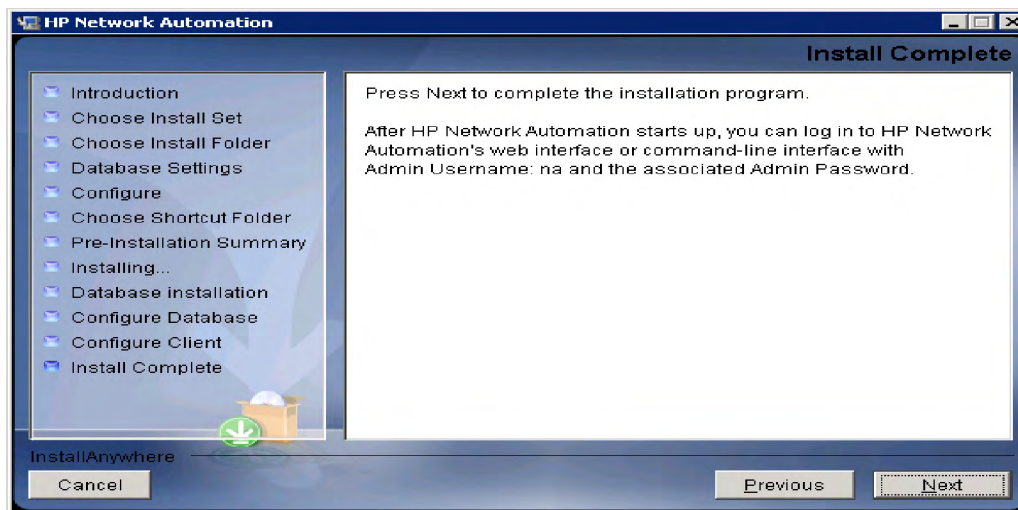 HP Network Automation
Install Complete
Introduction
Choose Install Set
Choose Install Folder
Database Settings
Configure
Choose Shortcut Folder
Pre-Installation Summary
Installing...
Database installation
Configure Database
Configure Client
Install Complete
Press Next to complete the installation program.
After HP Network Automation starts up, you can log in to HP Network
Automation's web interface or command-line interface with
Admin Username: na and the associated Admin Password.
InstallAnywhere
Cancel
Previous
Next